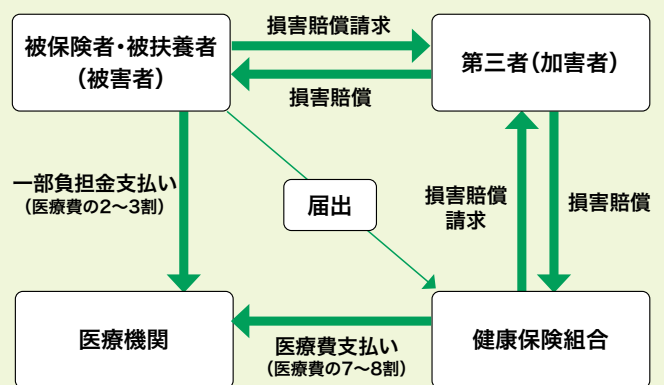 被保険者・被扶養者
（被害者）
損害賠償請求
損害賠償
第三者（加害者）
一部負担金支払い
（医療費の2〜3割）
届出
損害賠償
請求
損害賠償
医療機関
医療費支払い
（医療費の7〜8割）
健康保険組合